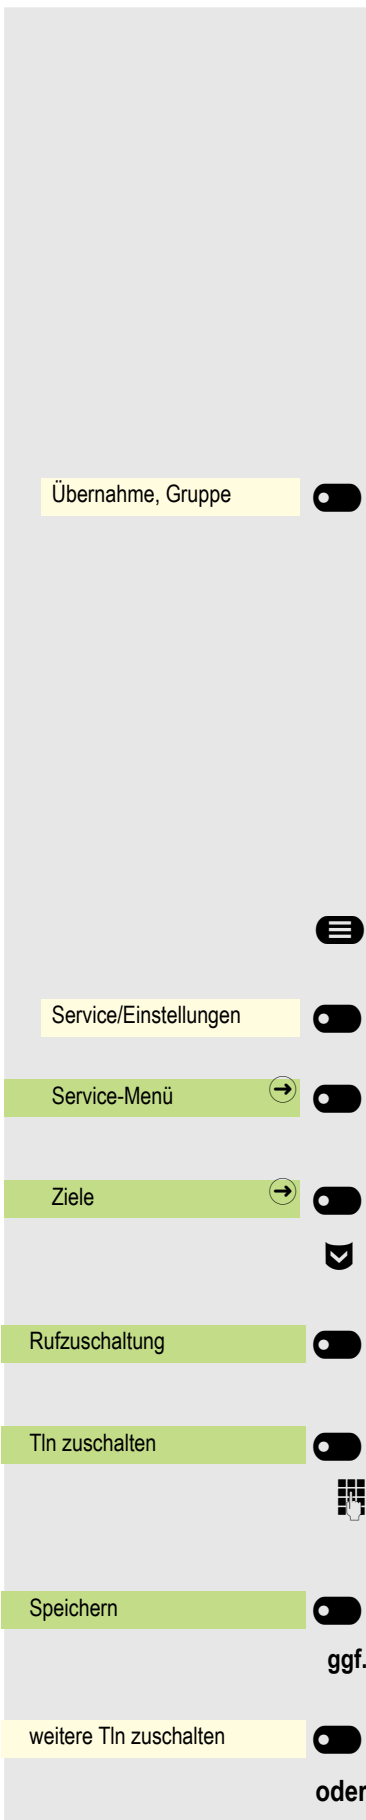 Übernahme, Gruppe
Service/Einstellungen
Service-Menü
Ziele
Rufzuschaltung
Tln zuschalten
Speichern
ggf.
weitere Tln zuschalten
oder